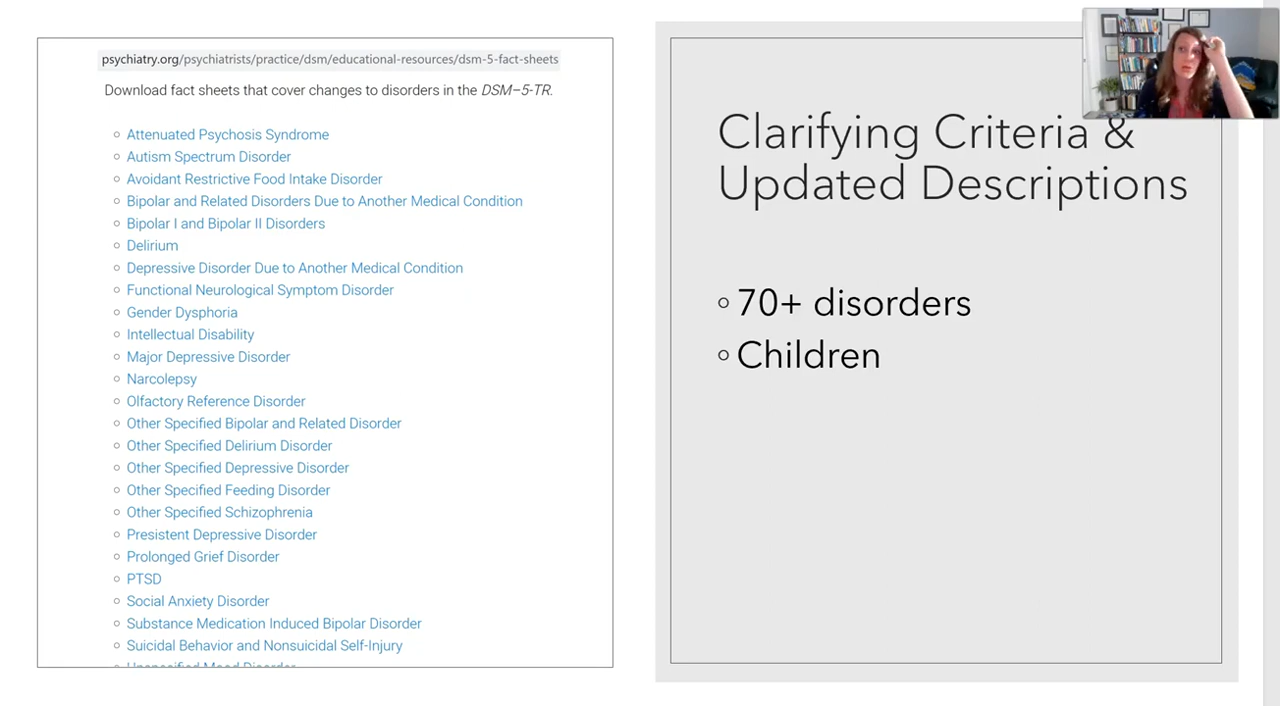 psychiatry.org/psychiatrists/practice/dsm/educational-resources/dsm-5-fact-sheets
Download fact sheets that cover changes to disorders in the DSM–5-TR.
Attenuated Psychosis Syndrome
Autism Spectrum Disorder
Avoidant Restrictive Food Intake Disorder
Bipolar and Related Disorders Due to Another Medical Condition
Bipolar I and Bipolar II Disorders
Delirium
Depressive Disorder Due to Another Medical Condition
Functional Neurological Symptom Disorder
Gender Dysphoria
Intellectual Disability
Major Depressive Disorder
Narcolepsy
Olfactory Reference Disorder
Other Specified Bipolar and Related Disorder
Other Specified Delirium Disorder
Other Specified Depressive Disorder
Other Specified Feeding Disorder
Other Specified Schizophrenia
Presistent Depressive Disorder
Prolonged Grief Disorder
PTSD
Social Anxiety Disorder
Substance Medication Induced Bipolar Disorder
Suicidal Behavior and Nonsuicidal Self-Injury
Unspecified Mood Disorder
Clarifying Criteria &
Updated Descriptions
70+ disorders
Children